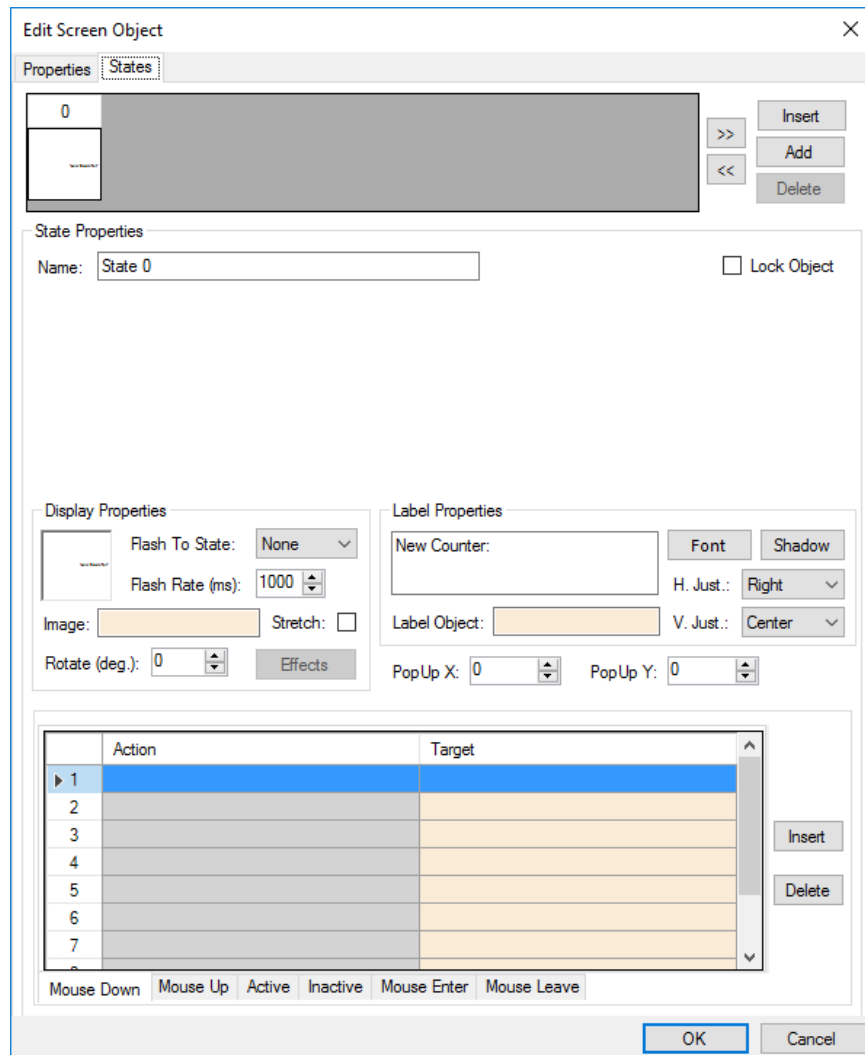 Edit Screen Object
Properties States
0
>> Insert
<< Add
Delete
State Properties
Name: State 0 Lock Object
Display Properties
Flash To State: None
Flash Rate (ms): 1000
Image: Stretch:
Rotate (deg.): 0 Effects
Label Properties
New Counter:
Font Shadow
H. Just.: Right
Label Object: V. Just.: Center
PopUp X: 0 PopUp Y: 0
Action Target
1
2
3
4
5
6
7
Insert
Delete
Mouse Down Mouse Up Active Inactive Mouse Enter Mouse Leave
OK Cancel